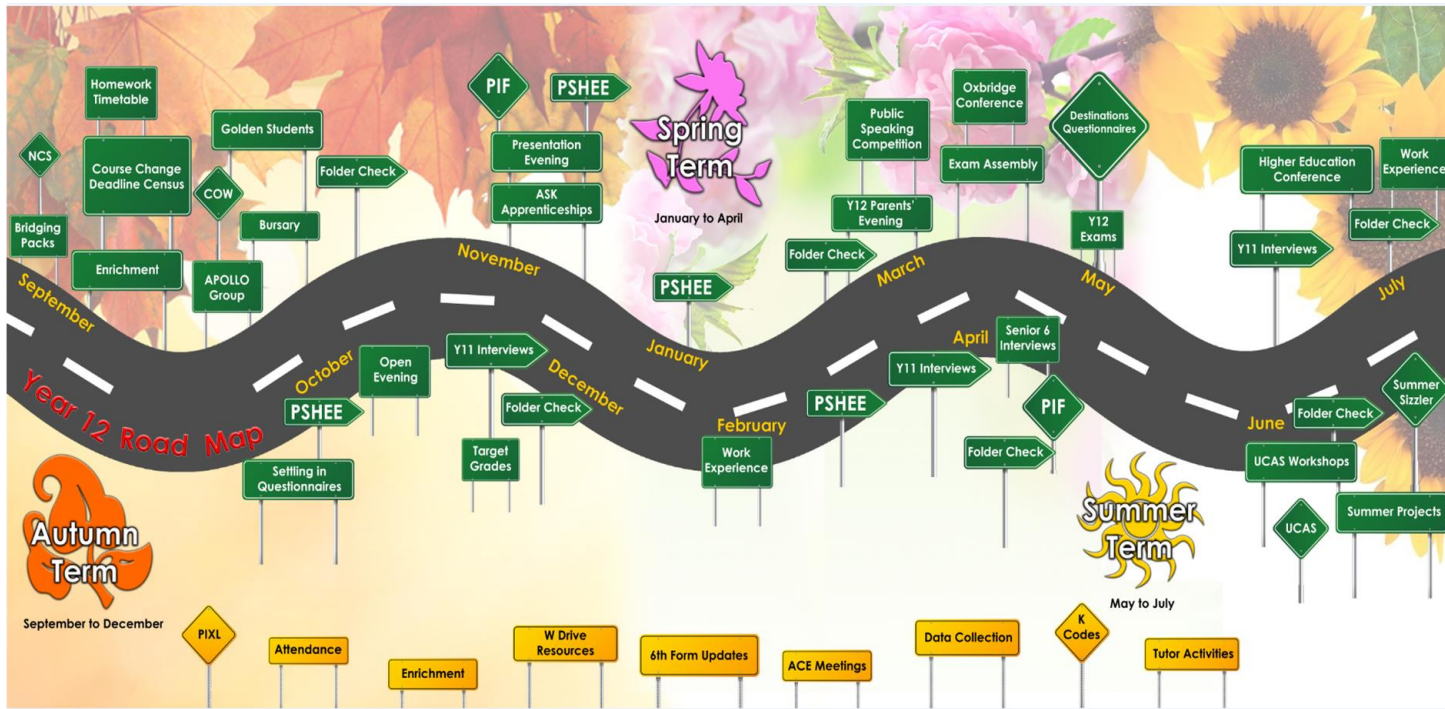 NCS
Bridging
Packs
Homework
Timetable
Course Change
Deadline Census
Enrichment
Golden Students
COW
Bursary
APOLLO
Group
Folder Check
PIF
PSHEE
Presentation
Evening
ASK
Apprenticeships
Spring
Term
January to April
PSHEE
Public
Speaking
Competition
Y12 Parents'
Evening
Folder Check
Oxbridge
Conference
Exam Assembly
Destinations
Questionnaires
Y12
Exams
Higher Education
Conference
Y11 Interviews
Work
Experience
Folder Check
September
October
November
December
January
February
March
April
May
June
July
Year 12 Road Map
PSHEE
Settling in
Questionnaires
Open
Evening
Y11 Interviews
Target
Grades
Folder Check
Work
Experience
PSHEE
Y11 Interviews
Senior 6
Interviews
PIF
Folder Check
Folder Check
Summer
Sizzler
UCAS Workshops
UCAS
Summer Projects
Autumn
Term
September to December
Summer
Term
May to July
PIXL
Attendance
Enrichment
W Drive
Resources
6th Form Updates
ACE Meetings
Data Collection
K
Codes
Tutor Activities